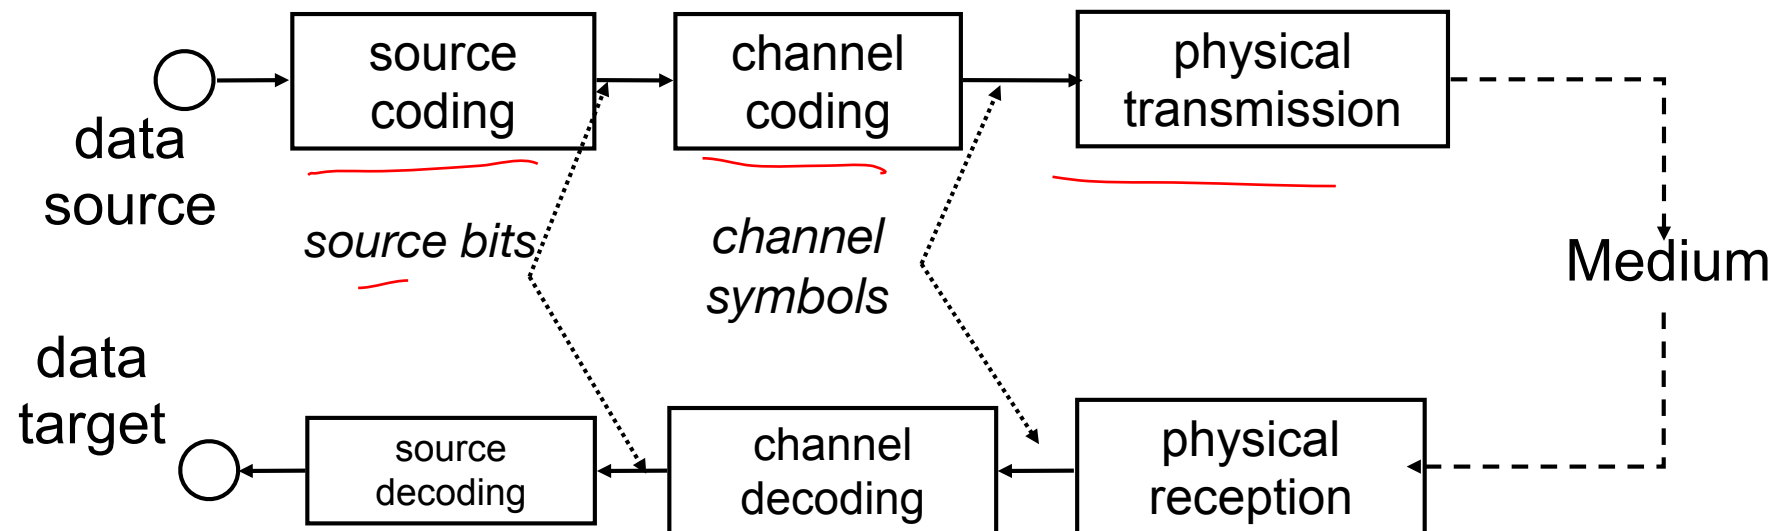 source
coding
channel
coding
physical
transmission
data
source
source bits
channel
symbols
Medium
data
target
source
decoding
channel
decoding
physical
reception